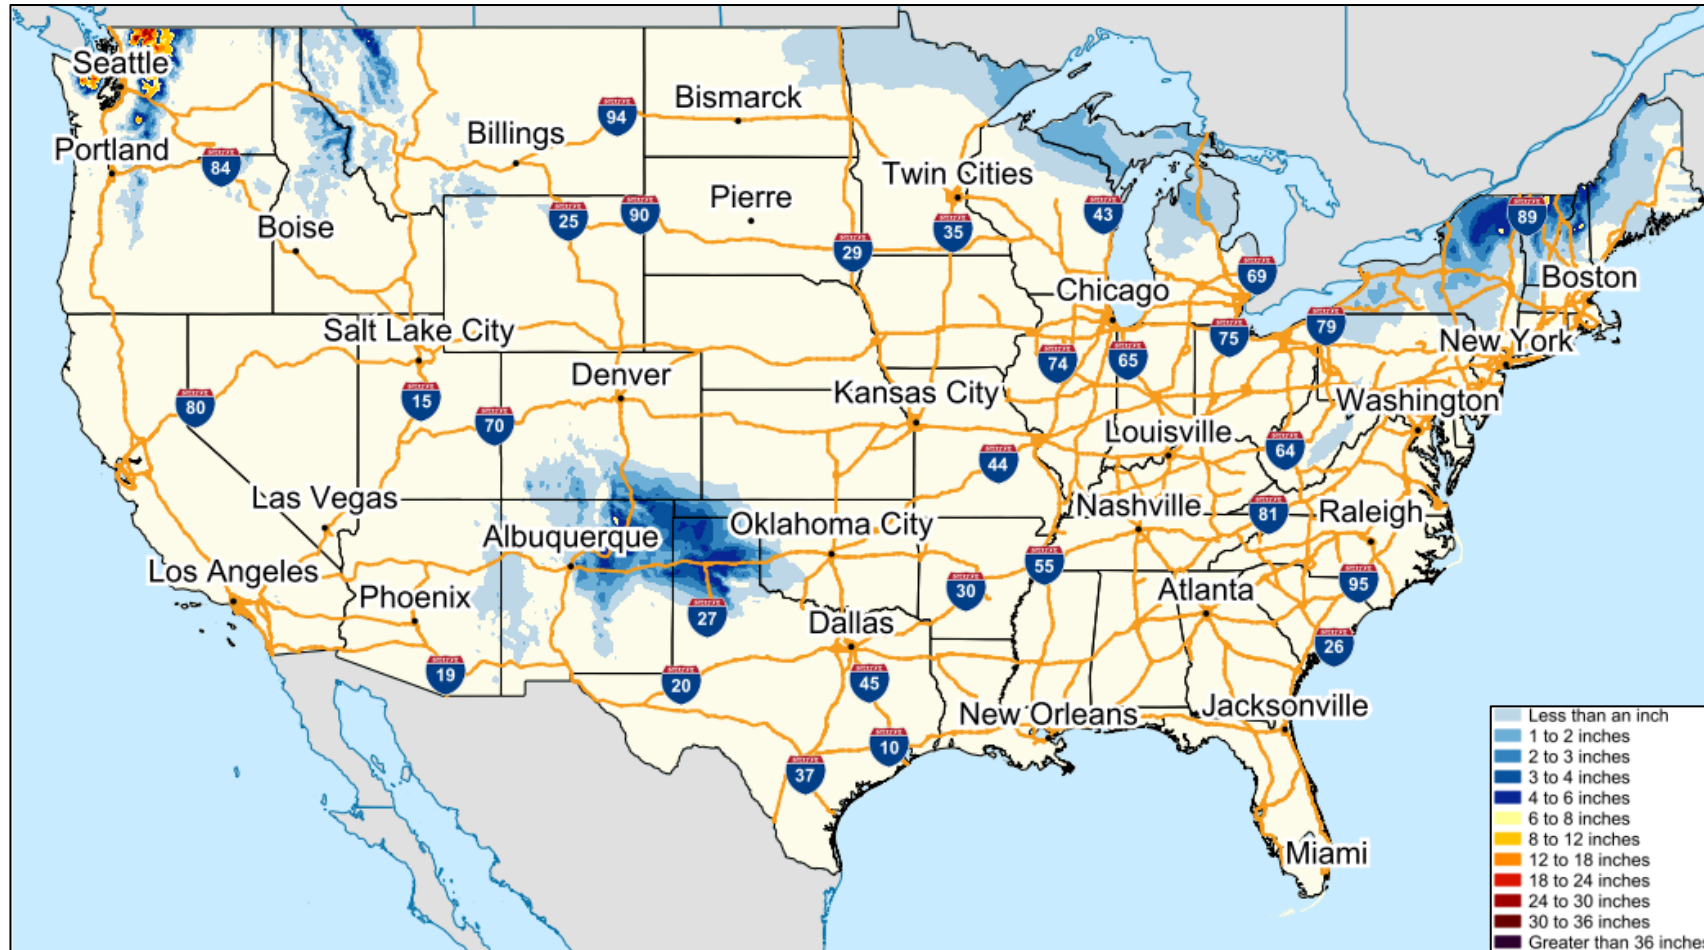 Seattle
Bismarck
94
Billings
Portland
84
Twin Cities
Pierre
25
90
43
89
Boise
35
29
69
Boston
Chicago
Salt Lake City
79
75
New York
74
65
Denver
Kansas City
Washington
80
15
70
Louisville
64
44
Las Vegas
Nashville
81
Raleigh
Oklahoma City
Albuquerque
Los Angeles
Phoenix
55
30
Atlanta
95
27
Dallas
26
19
20
45
New Orleans
Jacksonville
10
37
Miami
Less than an inch
1 to 2 inches
2 to 3 inches
3 to 4 inches
4 to 6 inches
6 to 8 inches
8 to 12 inches
12 to 18 inches
18 to 24 inches
24 to 30 inches
30 to 36 inches
Greater than 36 inches